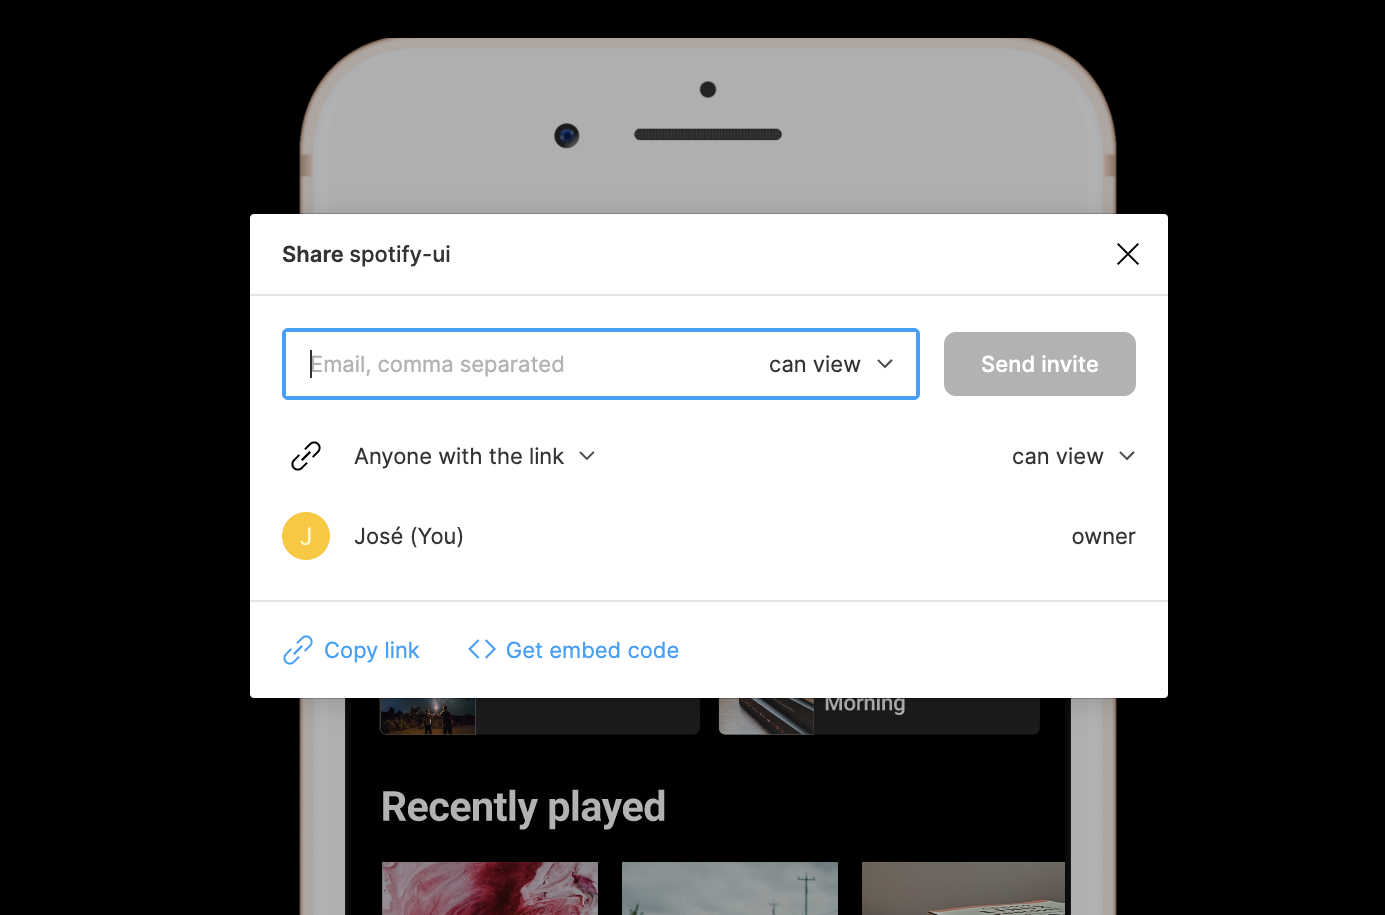 Share spotify-ui
Email, comma separated
can view
Send invite
Anyone with the link
can view
J
José (You)
owner
Copy link
Get embed code
Morning
Recently played